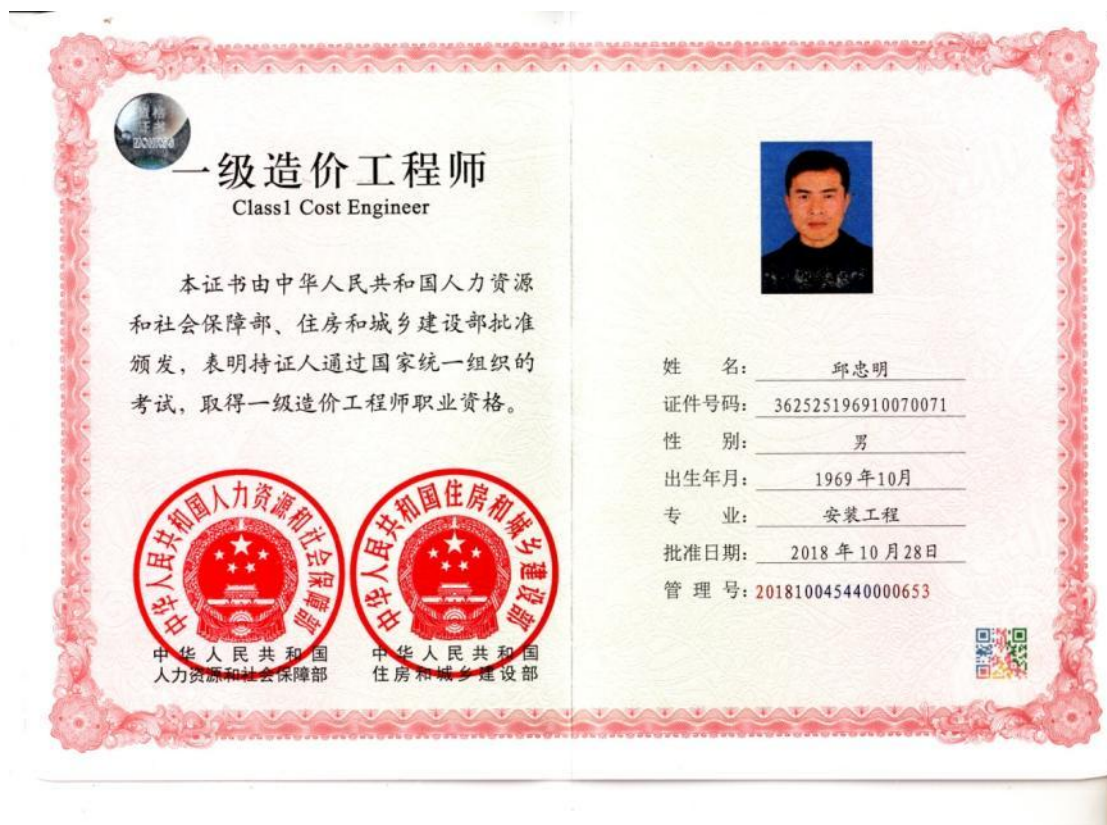 一级造价工程师
Class1 Cost Engineer
本证书由中华人民共和国人力资源
和社会保障部、住房和城乡建设部批准
颁发，表明持证人通过国家统一组织的
考试，取得一级造价工程师职业资格。
中华人民共和国人力资源和社会保障部
中华人民共和国
人力资源和社会保障部
中华人民共和国住房和城乡建设部
中华人民共和国
住房和城乡建设部
姓 名： 邱忠明
证件号码： 362525196910070071
性 别： 男
出生年月： 1969年10月
专 业： 安装工程
批准日期： 2018年10月28日
管 理 号：201810045440000653